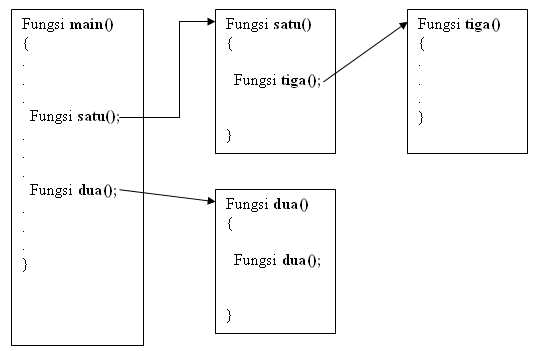 Fungsi main()
{
.
.
.
Fungsi satu();
.
.
.
Fungsi dua();
.
.
.
}
Fungsi satu()
{
Fungsi tiga();
}
Fungsi tiga()
{
.
.
.
}
Fungsi dua()
{
Fungsi dua();
}